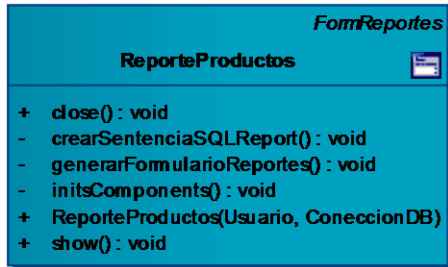 FormReportes
ReporteProductos
+ close() : void
- crearSentenciaSQLReport() : void
- generarFormularioReportes() : void
- initsComponents() : void
+ ReporteProductos(Usuario, ConeccionDB)
+ show() : void